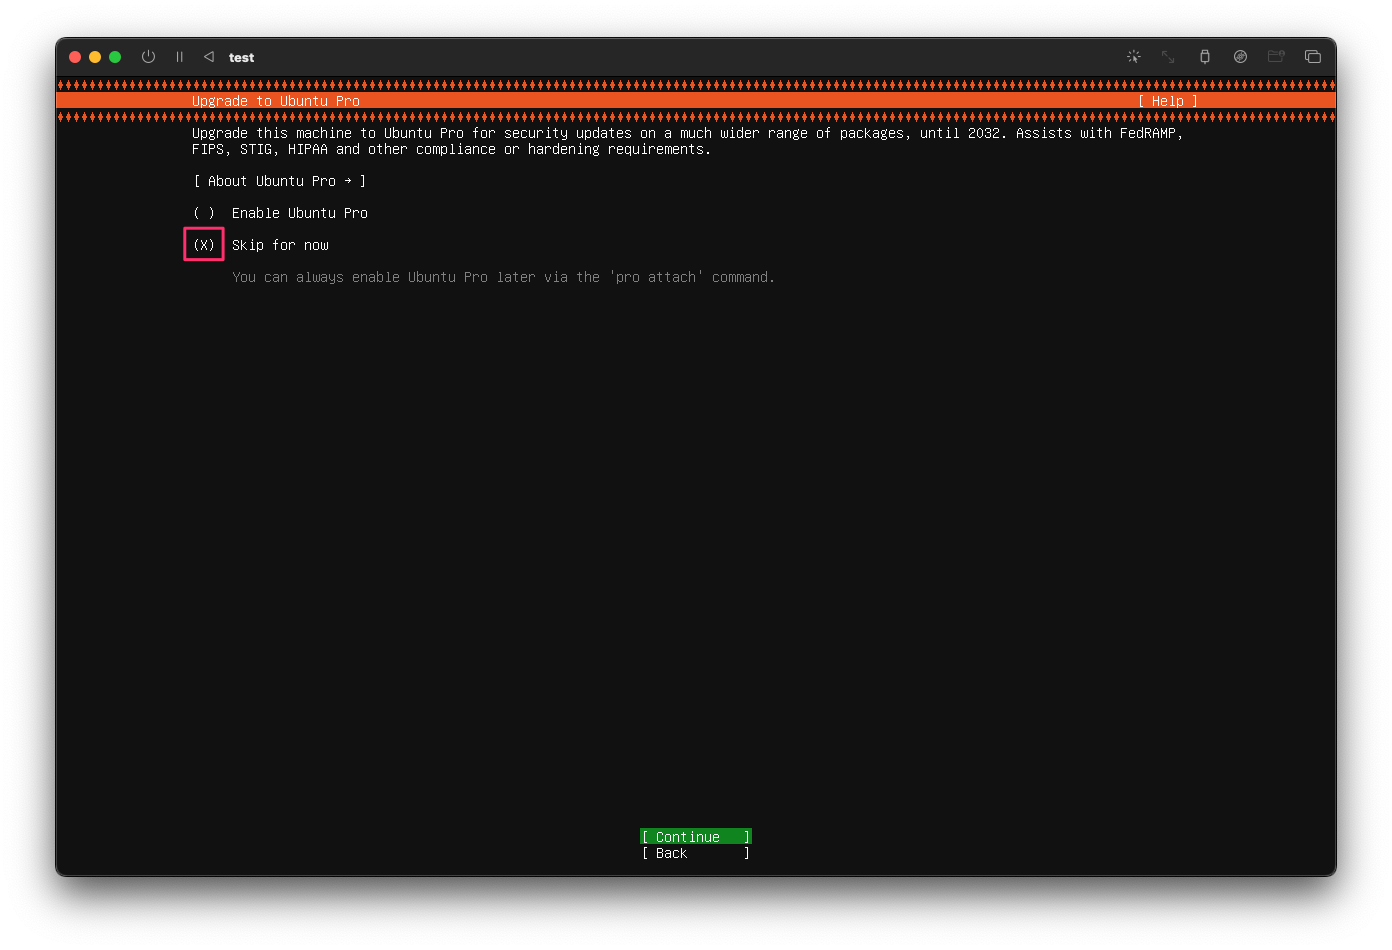 test
Upgrade to Ubuntu Pro [ Help ]
Upgrade this machine to Ubuntu Pro for security updates on a much wider range of packages, until 2032. Assists with FedRAMP,
FIPS, STIG, HIPAA and other compliance or hardening requirements.
[ About Ubuntu Pro → ]
( ) Enable Ubuntu Pro
(X) Skip for now
You can always enable Ubuntu Pro later via the 'pro attach' command.
[ Continue ]
[ Back ]